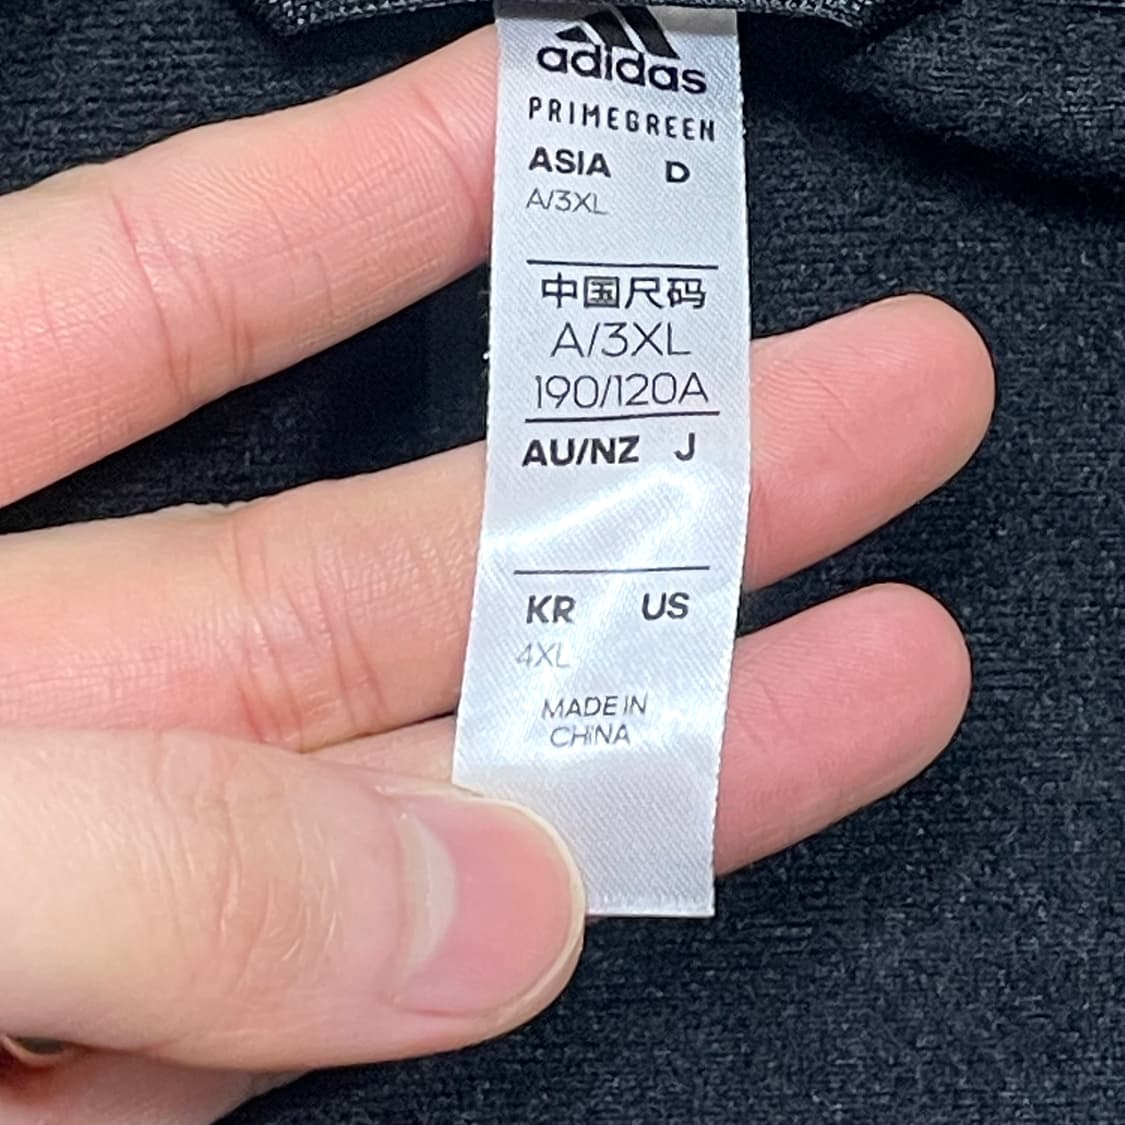 adidas
PRIMEGREEN
ASIA D
A/3XL
中国尺码
A/3XL
190/120A
AU/NZ J
KR US
4XL
MADE IN
CHINA